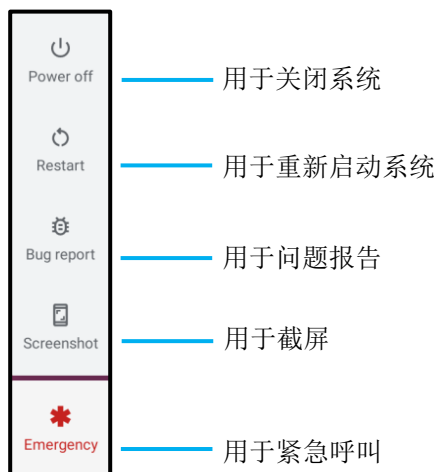 Power off
用于关闭系统
Restart
用于重新启动系统
Bug report
用于问题报告
Screenshot
用于截屏
Emergency
用于紧急呼叫